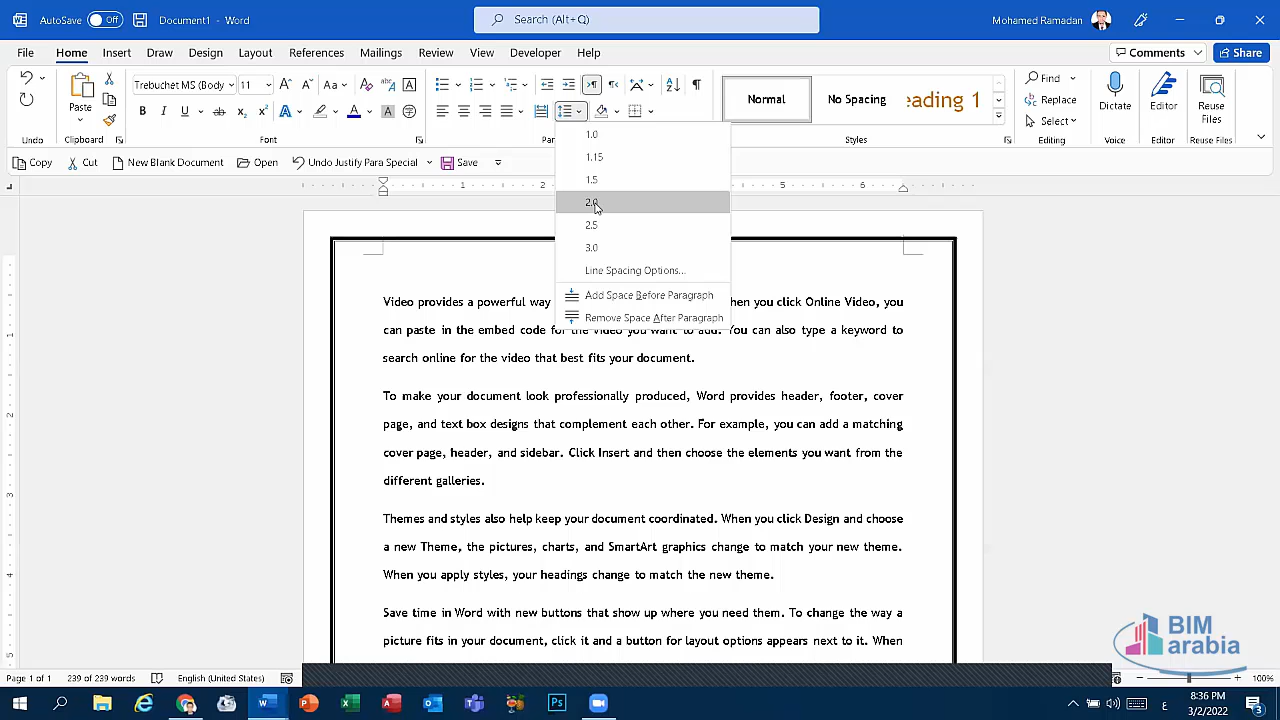 AutoSave Off Document1 - Word Search (Alt+Q) Mohamed Ramadan
File Home Insert Draw Design Layout References Mailings Review View Developer Help Comments Share
Paste Trebuchet MS (Body 11 Normal No Spacing eading 1 Find Replace Select Dictate Editor Reuse Files
Undo Clipboard Font Paragraph Styles Editing Voice Editor Reuse Files
Copy Cut New Blank Document Open Undo Justify Para Special Save
1.0
1.15
1.5
2.0
2.5
3.0
Line Spacing Options...
Add Space Before Paragraph
Remove Space After Paragraph
Video provides a powerful way hen you click Online Video, you
can paste in the embed code for the video you want to add. You can also type a keyword to
search online for the video that best fits your document.
To make your document look professionally produced, Word provides header, footer, cover
page, and text box designs that complement each other. For example, you can add a matching
cover page, header, and sidebar. Click Insert and then choose the elements you want from the
different galleries.
Themes and styles also help keep your document coordinated. When you click Design and choose
a new Theme, the pictures, charts, and SmartArt graphics change to match your new theme.
When you apply styles, your headings change to match the new theme.
Save time in Word with new buttons that show up where you need them. To change the way a
picture fits in your document, click it and a button for layout options appears next to it. When
BIM
arabia
Page 1 of 1 239 of 239 words English (United States) 100%
8:36 PM
3/2/2022